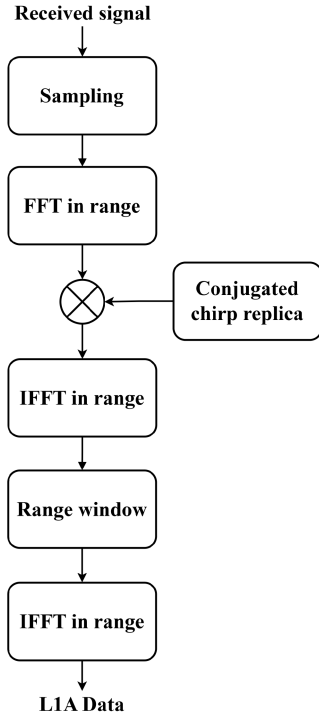 Received signal
Sampling
FFT in range
Conjugated
chirp replica
IFFT in range
Range window
IFFT in range
L1A Data